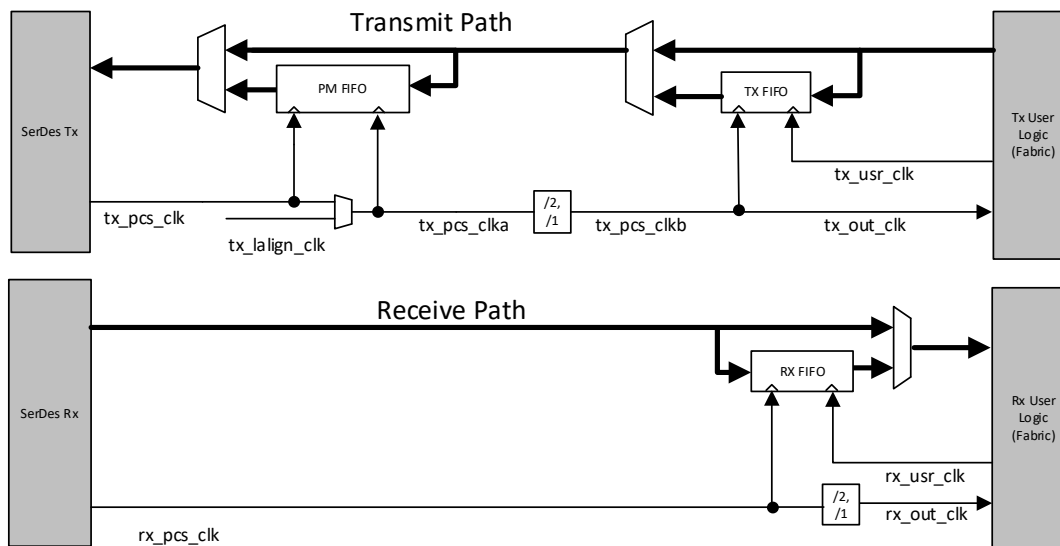 Transmit Path
PM FIFO
TX FIFO
SerDes Tx
Tx User
Logic
(Fabric)
tx_usr_clk
tx_pcs_clk
tx_lalign_clk
tx_pcs_clka
/2,
/1
tx_pcs_clkb
tx_out_clk
Receive Path
RX FIFO
SerDes Rx
Rx User
Logic
(Fabric)
rx_usr_clk
/2,
/1
rx_out_clk
rx_pcs_clk